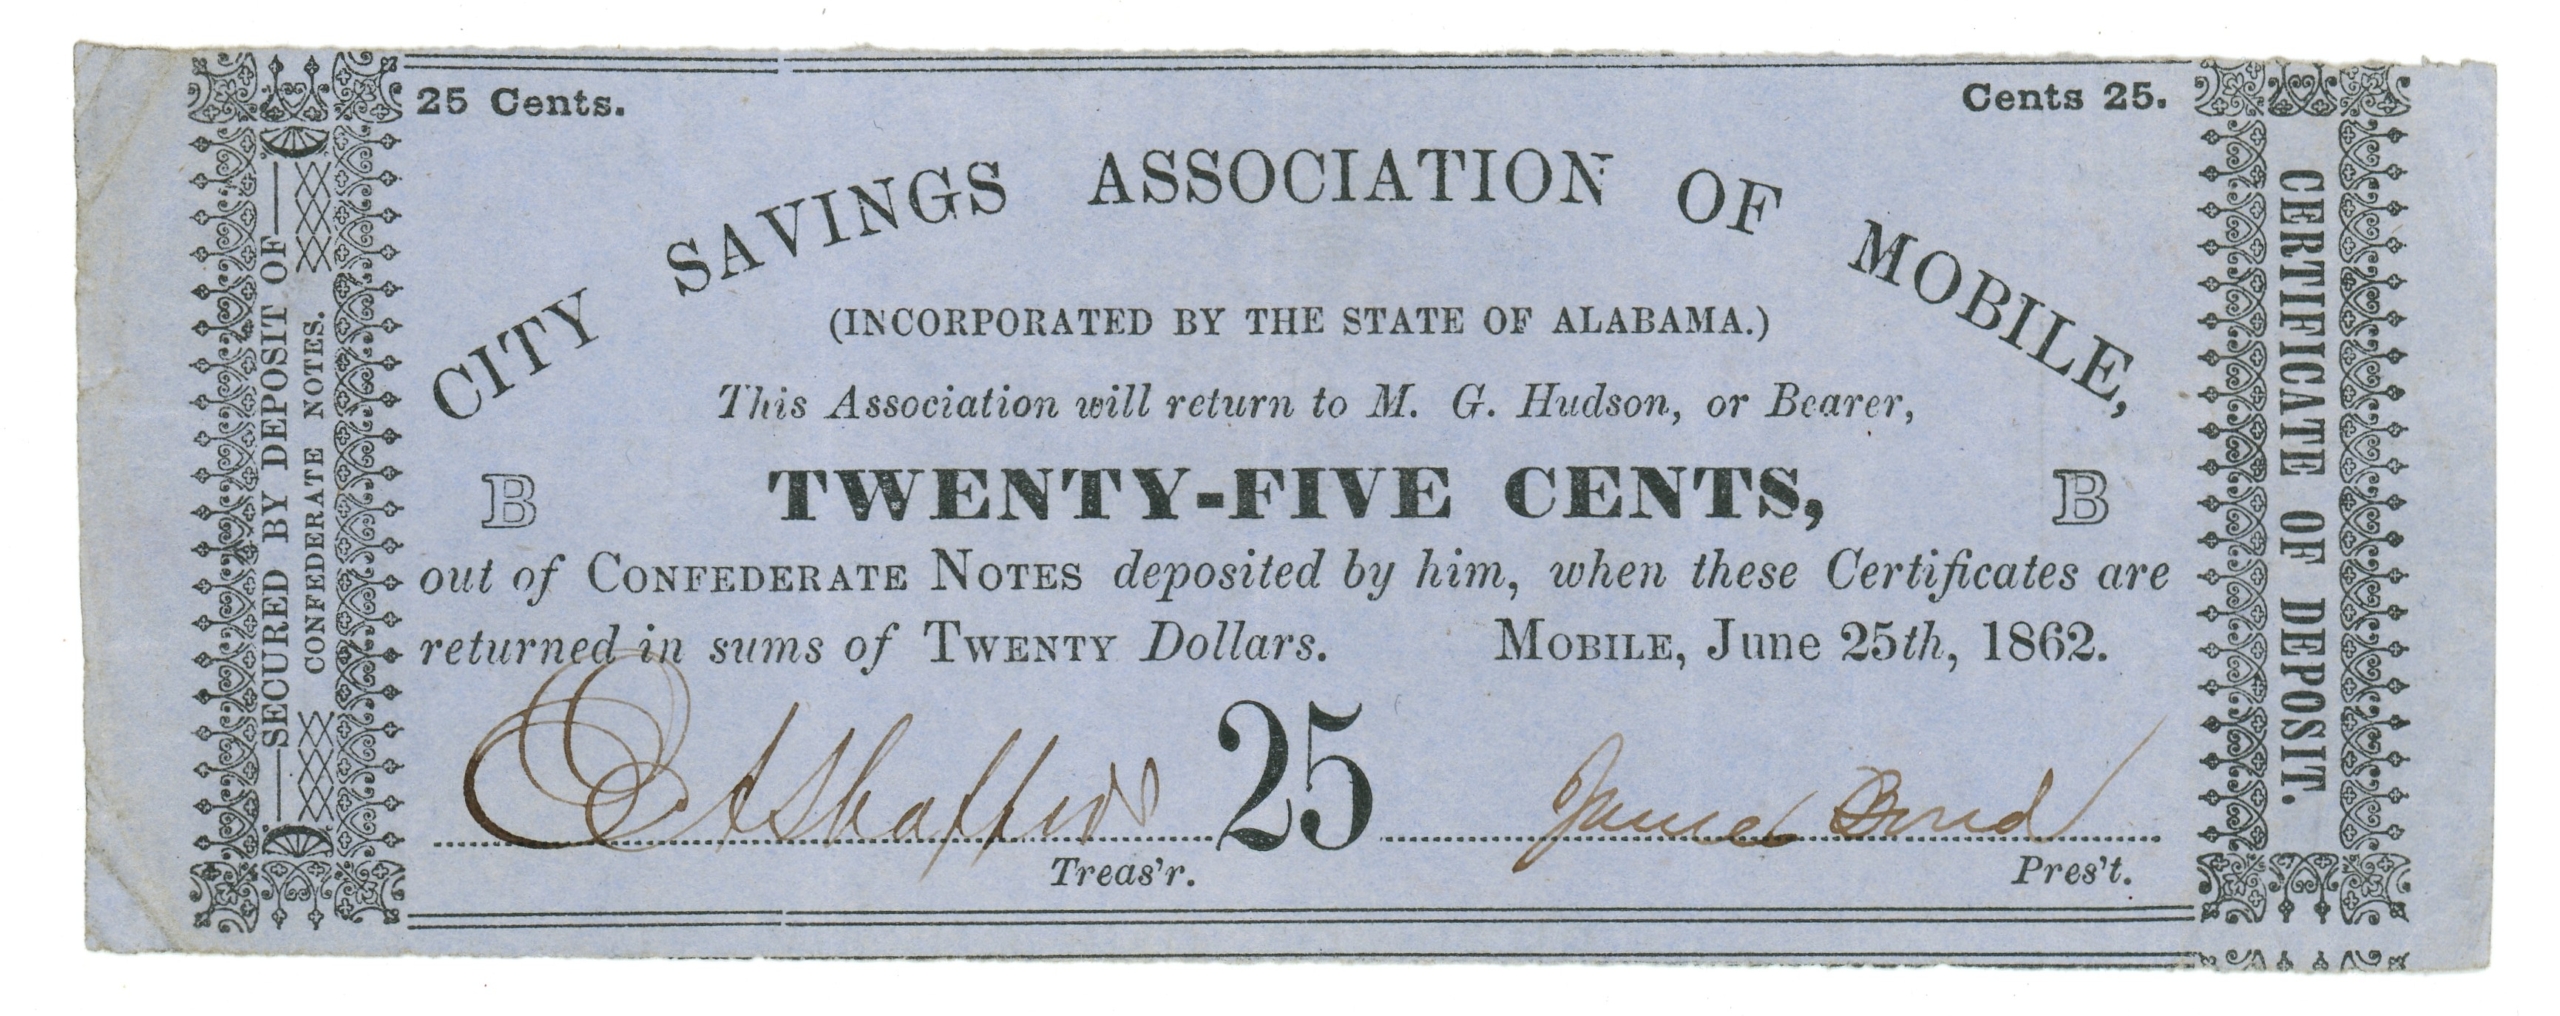 25 Cents.
Cents 25.
CITY SAVINGS ASSOCIATION OF MOBILE,
(INCORPORATED BY THE STATE OF ALABAMA.)
This Association will return to M. G. Hudson, or Bearer,
B TWENTY-FIVE CENTS, B
out of CONFEDERATE NOTES deposited by him, when these Certificates are
returned in sums of TWENTY Dollars. MOBILE, June 25th, 1862.
25 James Bond
Treas'r. Pres't.
SECURED BY DEPOSIT OF
CONFEDERATE NOTES.
CERTIFICATE OF DEPOSIT.